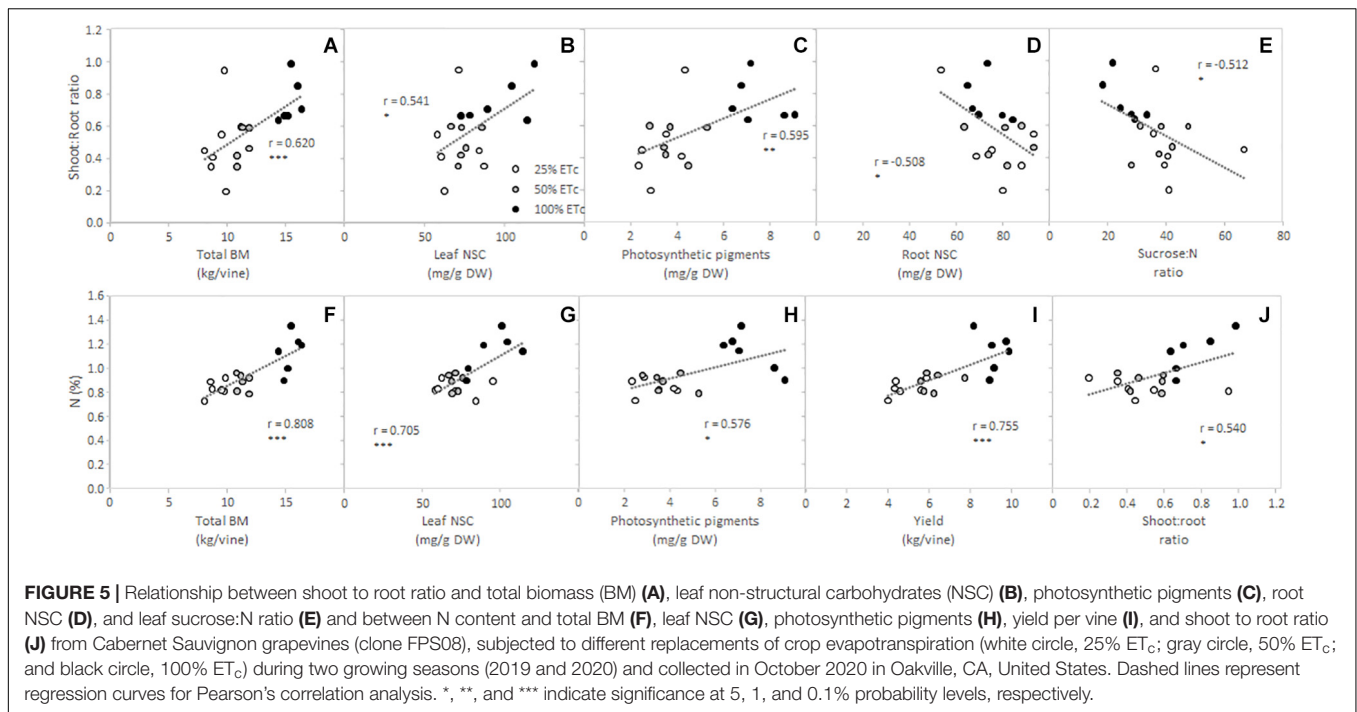 1.2
1.0
0.8
0.6
0.4
0.2
0.0
Shoot:Root ratio
A
r = 0.620
***
0 5 10 15
Total BM
(kg/vine)
B
r = 0.541
*
25% ETc
50% ETc
100% ETc
0 50 100
Leaf NSC
(mg/g DW)
C
r = 0.595
**
0 2 4 6 8
Photosynthetic pigments
(mg/g DW)
D
r = -0.508
*
0 20 40 60 80
Root NSC
(mg/g DW)
E
r = -0.512
*
0 20 40 60 80
Sucrose:N
ratio
1.6
1.4
1.2
1.0
0.8
0.6
0.4
0.2
0.0
N (%)
F
r = 0.808
***
0 5 10 15
Total BM
(kg/vine)
G
r = 0.705
***
0 50 100
Leaf NSC
(mg/g DW)
H
r = 0.576
*
0 2 4 6 8
Photosynthetic pigments
(mg/g DW)
I
r = 0.755
***
2 4 6 8 10
Yield
(kg/vine)
J
r = 0.540
*
0.0 0.2 0.4 0.6 0.8 1.0 1.2
Shoot:root
ratio
FIGURE 5 | Relationship between shoot to root ratio and total biomass (BM) (A), leaf non-structural carbohydrates (NSC) (B), photosynthetic pigments (C), root
NSC (D), and leaf sucrose:N ratio (E) and between N content and total BM (F), leaf NSC (G), photosynthetic pigments (H), yield per vine (I), and shoot to root ratio
(J) from Cabernet Sauvignon grapevines (clone FPS08), subjected to different replacements of crop evapotranspiration (white circle, 25% ETc; gray circle, 50% ETc;
and black circle, 100% ETc) during two growing seasons (2019 and 2020) and collected in October 2020 in Oakville, CA, United States. Dashed lines represent
regression curves for Pearson's correlation analysis. *, **, and *** indicate significance at 5, 1, and 0.1% probability levels, respectively.